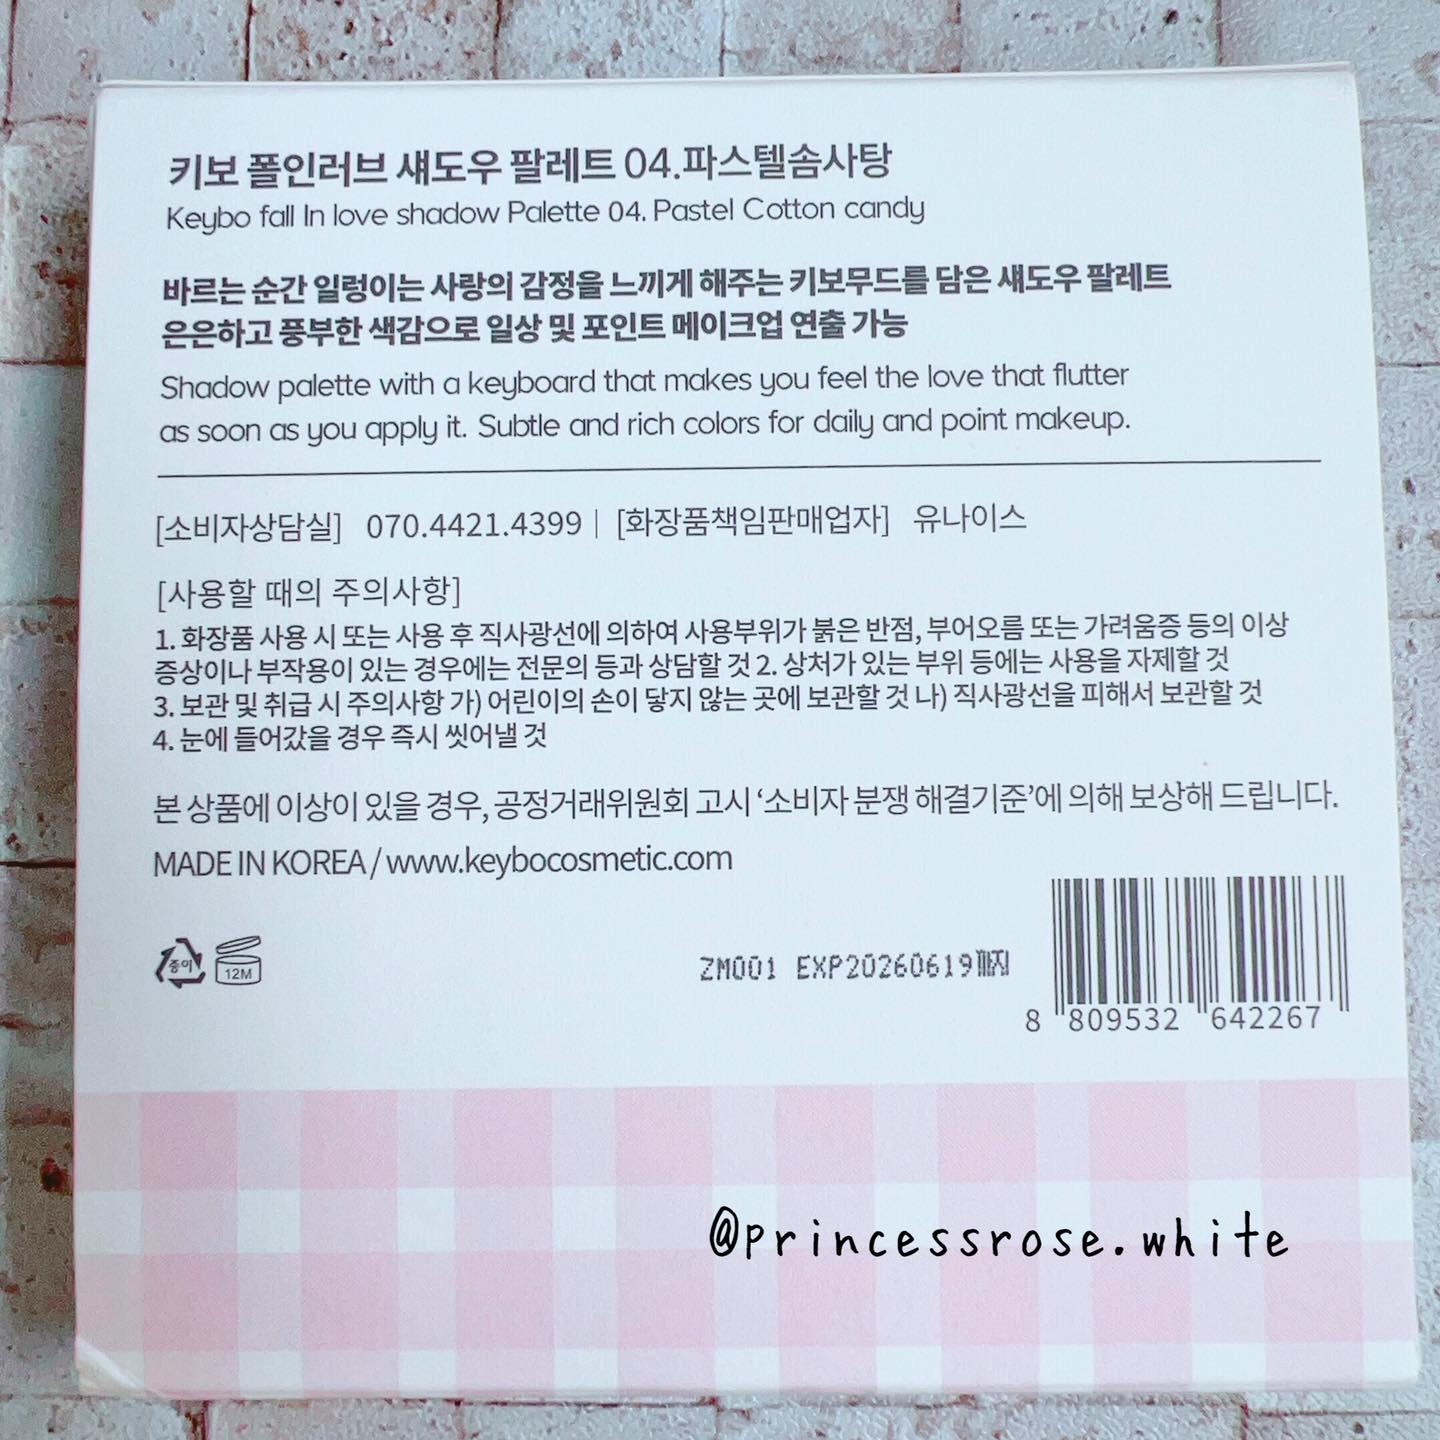 키보 폴인러브 섀도우 팔레트 04.파스텔솜사탕
Keybo fall In love shadow Palette 04. Pastel Cotton candy
바르는 순간 일렁이는 사랑의 감정을 느끼게 해주는 키보무드를 담은 섀도우 팔레트
은은하고 풍부한 색감으로 일상 및 포인트 메이크업 연출 가능
Shadow palette with a keyboard that makes you feel the love that flutter
as soon as you apply it. Subtle and rich colors for daily and point makeup.
[소비자상담실] 070.4421.4399 | [화장품책임판매업자] 유나이스
[사용할 때의 주의사항]
1. 화장품 사용 시 또는 사용 후 직사광선에 의하여 사용부위가 붉은 반점, 부어오름 또는 가려움증 등의 이상
증상이나 부작용이 있는 경우에는 전문의 등과 상담할 것 2. 상처가 있는 부위 등에는 사용을 자제할 것
3. 보관 및 취급 시 주의사항 가) 어린이의 손이 닿지 않는 곳에 보관할 것 나) 직사광선을 피해서 보관할 것
4. 눈에 들어갔을 경우 즉시 씻어낼 것
본 상품에 이상이 있을 경우, 공정거래위원회 고시 ‘소비자 분쟁 해결기준’에 의해 보상해 드립니다.
MADE IN KOREA / www.keybocosmetic.com
종이
12M
ZM001 EXP20260619까지
8 809532 642267
@princessrose.white